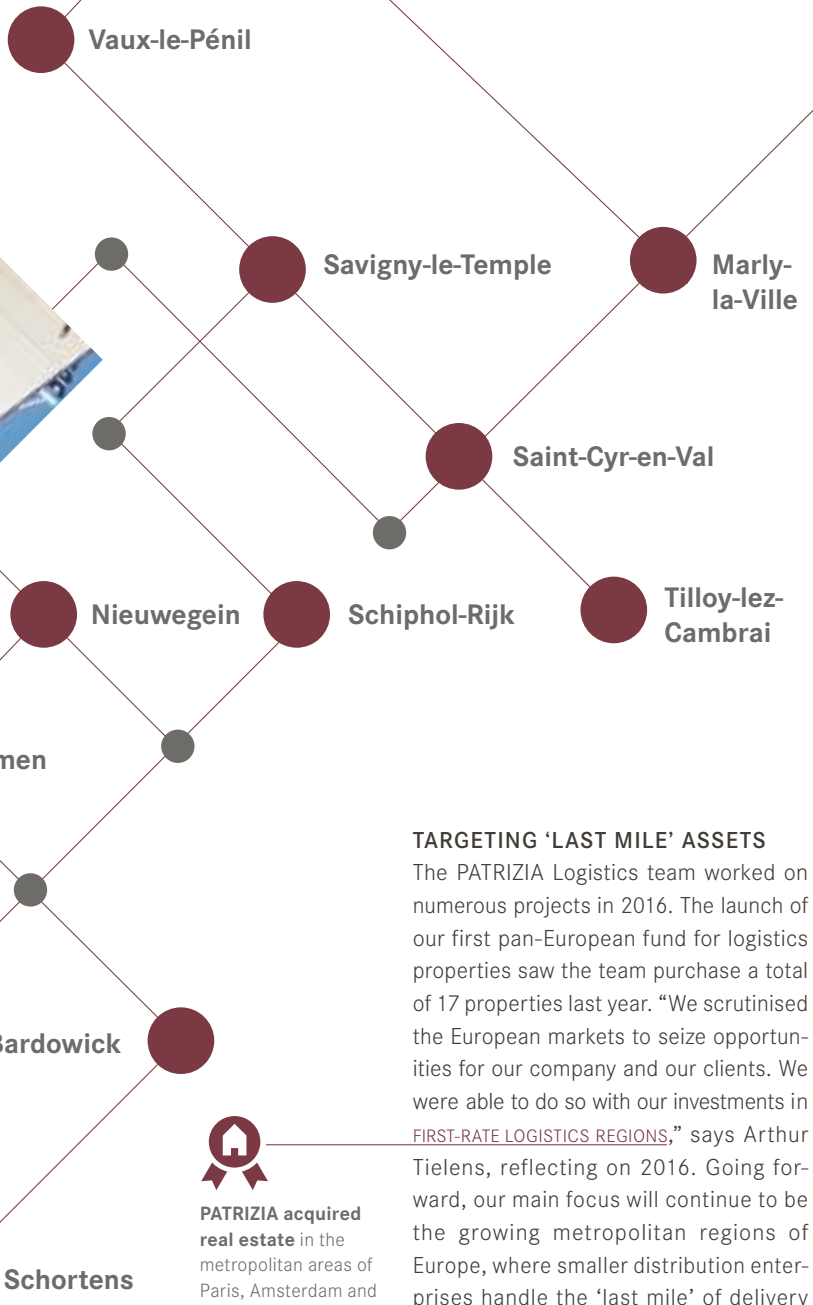 Vaux-le-Pénil
Savigny-le-Temple
Marly-
la-Ville
Saint-Cyr-en-Val
Nieuwegein
Schiphol-Rijk
Tilloy-lez-
Cambrai
men
Bardowick
Schortens
PATRIZIA acquired
real estate in the
metropolitan areas of
Paris, Amsterdam and
TARGETING ‘LAST MILE’ ASSETS
The PATRIZIA Logistics team worked on
numerous projects in 2016. The launch of
our first pan-European fund for logistics
properties saw the team purchase a total
of 17 properties last year. “We scrutinised
the European markets to seize opportun-
ities for our company and our clients. We
were able to do so with our investments in
FIRST-RATE LOGISTICS REGIONS,” says Arthur
Tielens, reflecting on 2016. Going for-
ward, our main focus will continue to be
the growing metropolitan regions of
Europe, where smaller distribution enter-
prises handle the ‘last mile’ of delivery